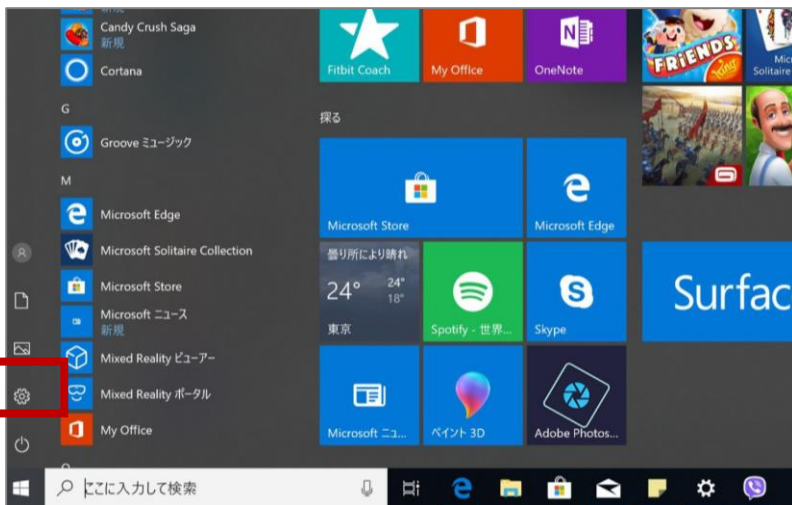 新規
Candy Crush Saga
新規
Cortana
G
Groove ミュージック
M
Microsoft Edge
Microsoft Solitaire Collection
Microsoft Store
Microsoft ニュース
新規
Mixed Reality ビューアー
Mixed Reality ポータル
My Office
ここに入力して検索
Fitbit Coach
My Office
OneNote
探る
Microsoft Store
Microsoft Edge
曇り所により晴れ
24° 24°
18°
東京
Spotify - 世界...
Skype
Microsoft ニュ...
ペイント 3D
Adobe Photos...
FRiENDS
King
Solitaire
Surfac